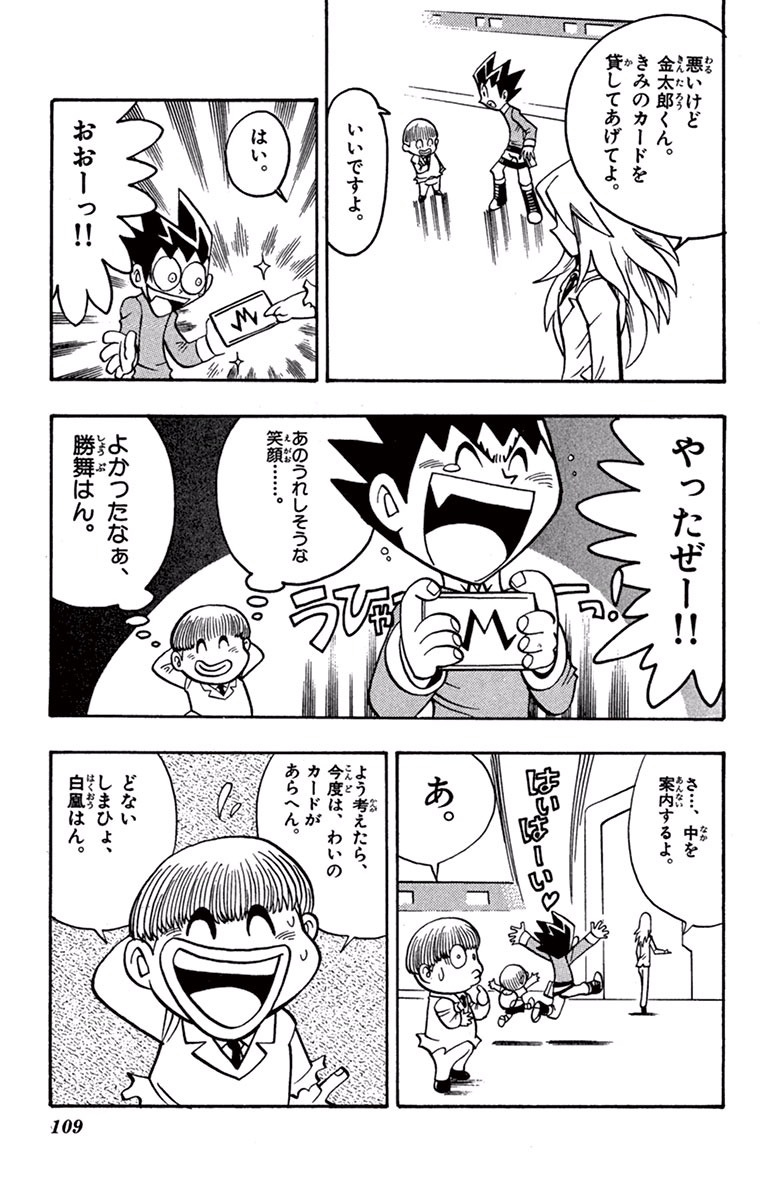 悪いけど
金太郎くん。
きみのカードを
貸してあげてよ。
いいですよ。
はい。
おおーっ!!
やったぜー!!
うひゃ
っ。
あのうれしそうな
笑顔……。
よかったなぁ、
勝舞はん。
さ…、中を
案内するよ。
はいはーい♡
あ。
よう考えたら、
今度は、わいの
カードが
あらへん。
どない
しまひょ、
白凰はん。
109